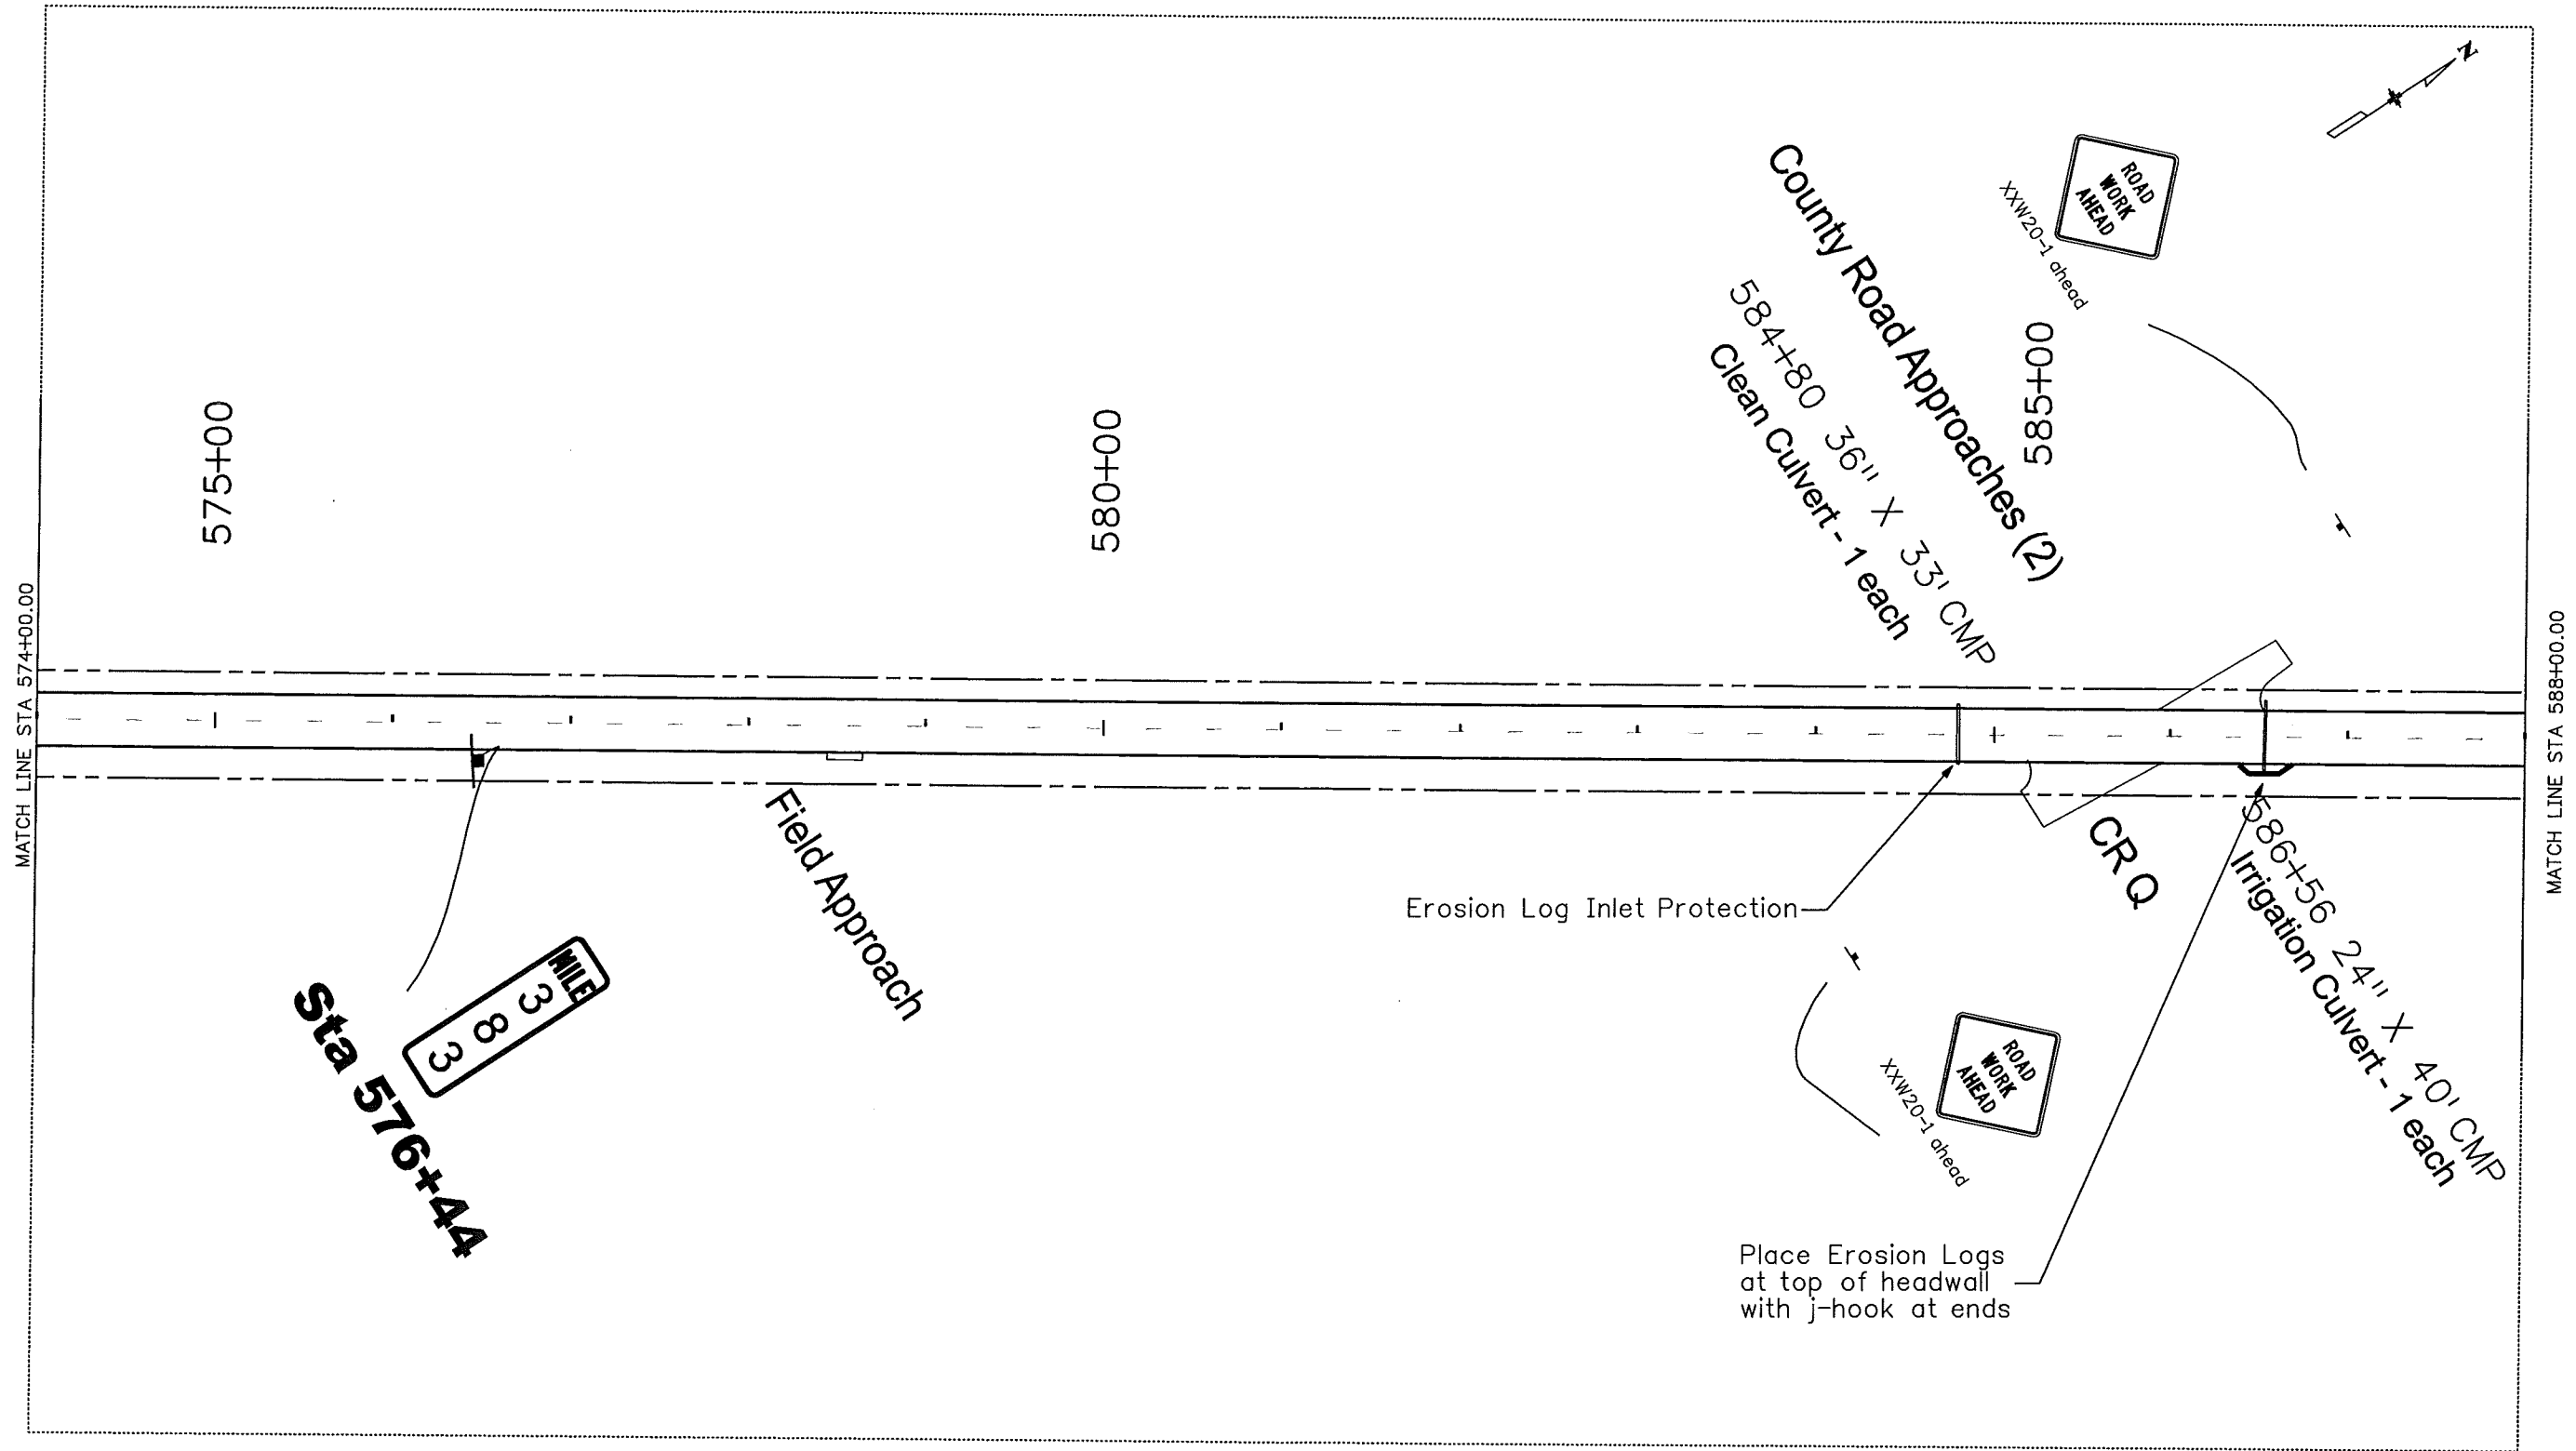 N
ROAD
WORK
AHEAD
XXW20-1 ahead
County Road Approaches (2)
584+80 36" X 33' CMP
Clean Culvert - 1 each
575+00
580+00
585+00
MATCH LINE STA 574+00.00
MATCH LINE STA 588+00.00
Field Approach
CR Q
586+56 24" X 40' CMP
Irrigation Culvert - 1 each
Erosion Log Inlet Protection
MILE
3
8
3
Sta 576+44
ROAD
WORK
AHEAD
XXW20-1 ahead
Place Erosion Logs
at top of headwall
with j-hook at ends